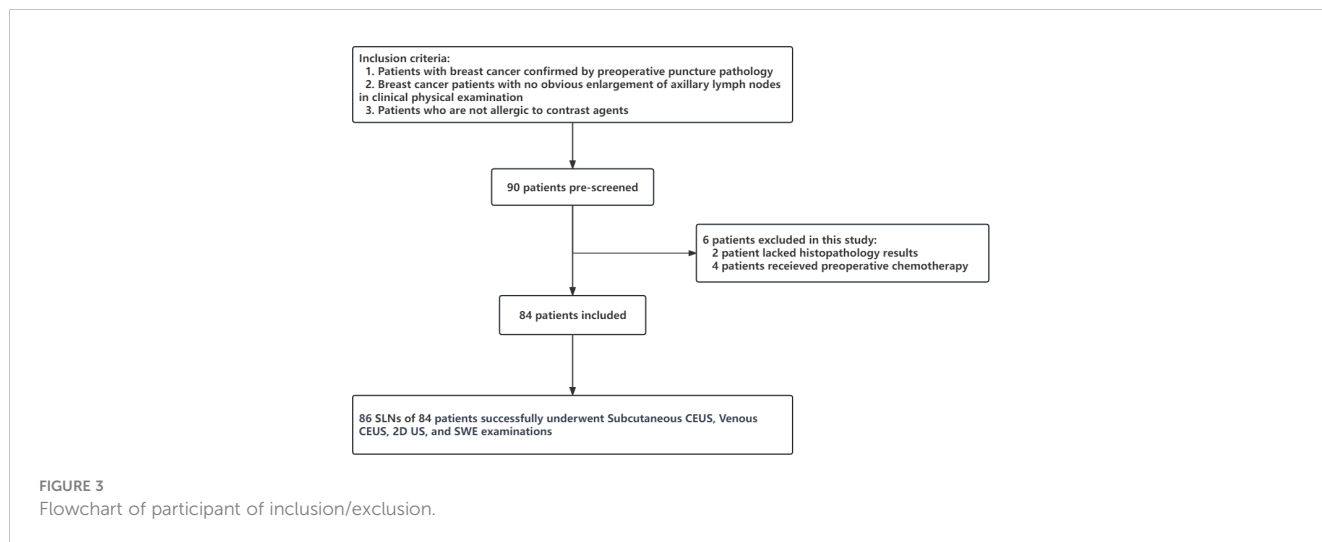 Inclusion criteria:
1. Patients with breast cancer confirmed by preoperative puncture pathology
2. Breast cancer patients with no obvious enlargement of axillary lymph nodes
in clinical physical examination
3. Patients who are not allergic to contrast agents
90 patients pre-screened
6 patients excluded in this study:
2 patient lacked histopathology results
4 patients receieved preoperative chemotherapy
84 patients included
86 SLNs of 84 patients successfully underwent Subcutaneous CEUS, Venous
CEUS, 2D US, and SWE examinations
FIGURE 3
Flowchart of participant of inclusion/exclusion.